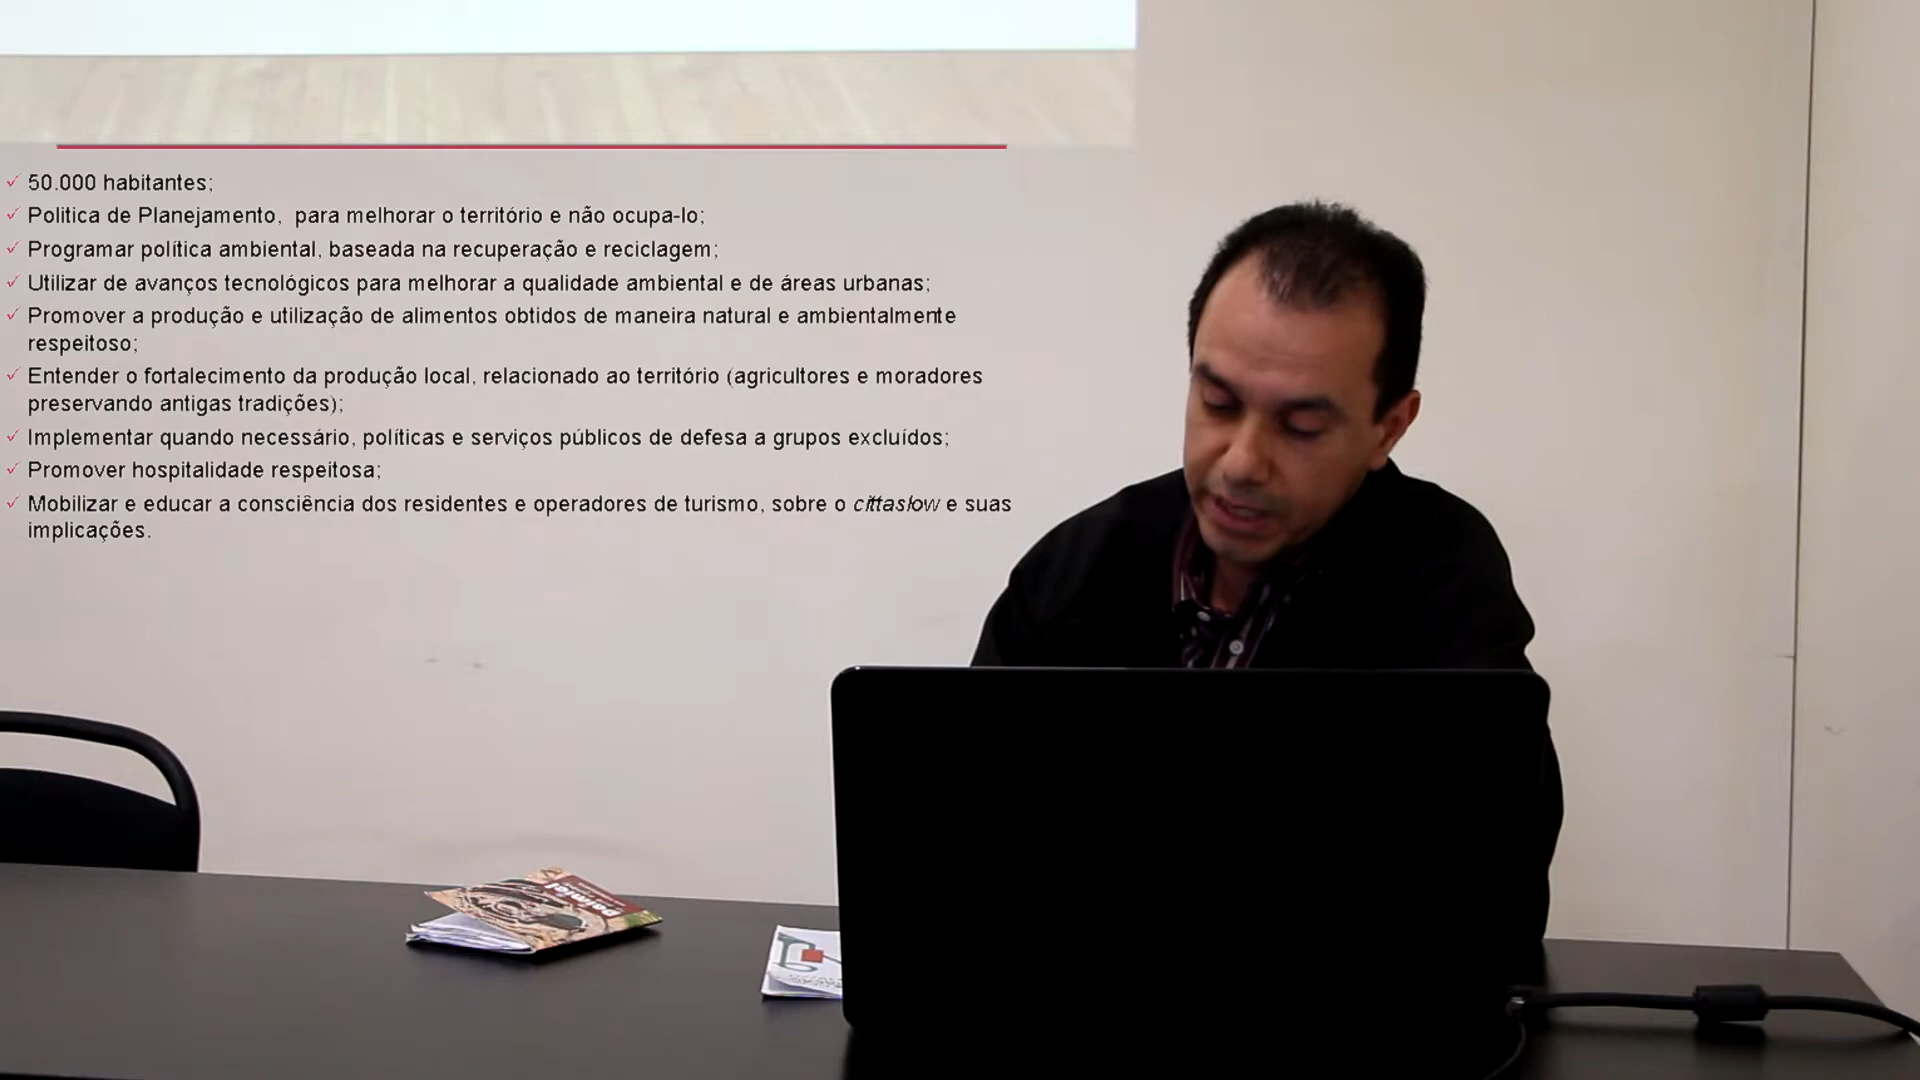 50.000 habitantes;
Politica de Planejamento, para melhorar o território e não ocupa-lo;
Programar política ambiental, baseada na recuperação e reciclagem;
Utilizar de avanços tecnológicos para melhorar a qualidade ambiental e de áreas urbanas;
Promover a produção e utilização de alimentos obtidos de maneira natural e ambientalmente
respeitoso;
Entender o fortalecimento da produção local, relacionado ao território (agricultores e moradores
preservando antigas tradições);
Implementar quando necessário, políticas e serviços públicos de defesa a grupos excluídos;
Promover hospitalidade respeitosa;
Mobilizar e educar a consciência dos residentes e operadores de turismo, sobre o cittaslow e suas
implicações.